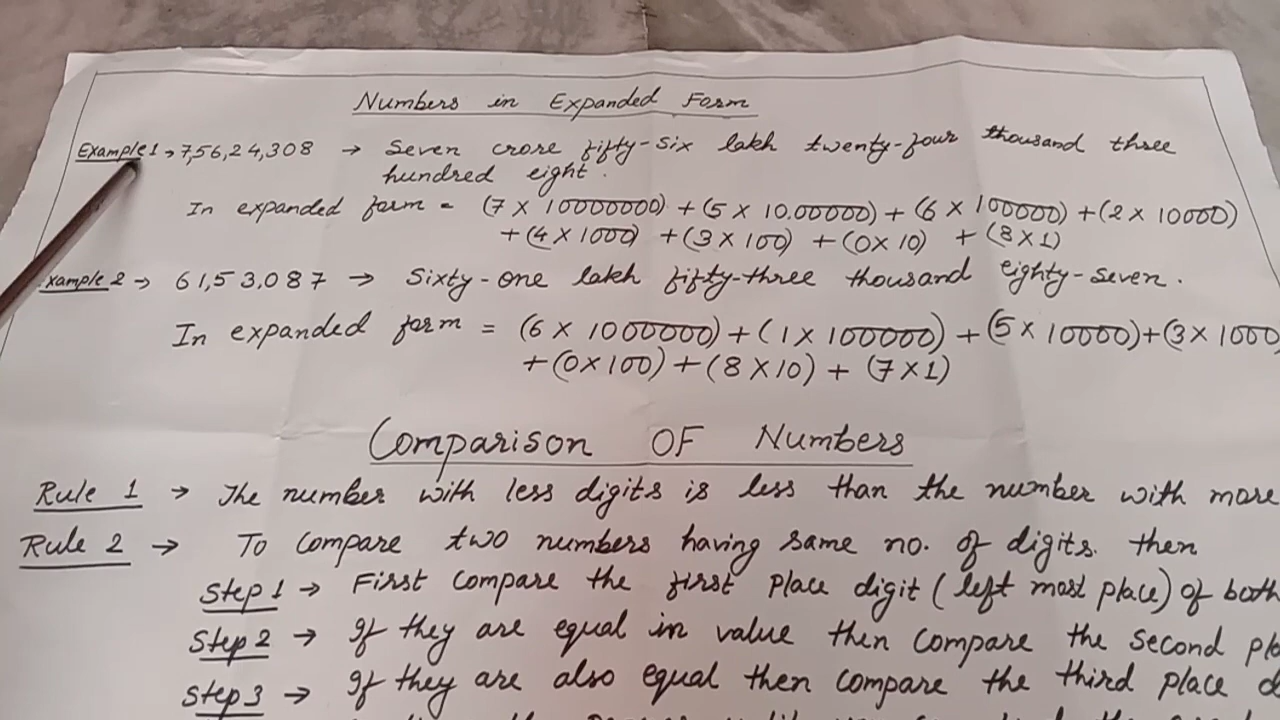 Numbers in Expanded Form
Example 1 → 7,56,24,308 → Seven crore fifty-six lakh twenty-four thousand three
hundred eight.
In expanded form = (7 X 10000000) + (5 X 10,00000) + (6 X 100000) + (2 X 10000)
+ (4 X 1000) + (3 X 100) + (0X 10) + (8 X 1)
xample 2 → 61,53,087 → Sixty-one lakh fifty-three thousand eighty-seven.
In expanded form = (6 X 1000000) + (1 X 100000) + (5 X 10000) + (3 X 1000
+ (0X 100) + (8 X 10) + (7 X 1)
Comparison OF Numbers
Rule 1 → The number with less digits is less than the number with more
Rule 2 → To compare two numbers having same no. of digits. then
Step 1 → First compare the first place digit (left most place) of both
Step 2 → If they are equal in value then compare the second pla
Step 3 → If they are also equal then compare the third place d